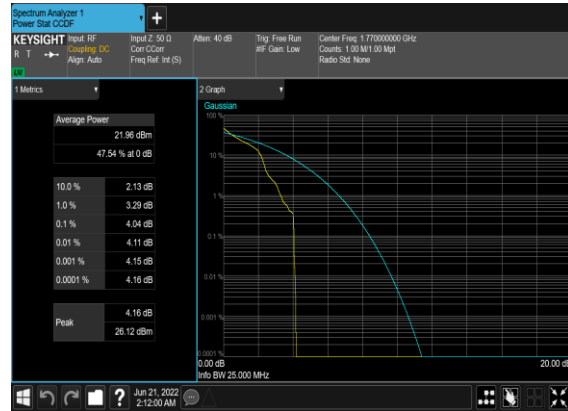 Spectrum Analyzer 1
Power Stat CCDF
+
KEYSIGHT
R T
LXI
Input: RF
Coupling: DC
Align: Auto
Input Z: 50 Ω
Corr CCorr
Freq Ref: Int (S)
Atten: 40 dB
Trig: Free Run
#IF Gain: Low
Center Freq: 1.770000000 GHz
Counts: 1.00 M/1.00 Mpt
Radio Std: None
1 Metrics
Average Power
21.96 dBm
47.54 % at 0 dB
10.0 % 2.13 dB
1.0 % 3.29 dB
0.1 % 4.04 dB
0.01 % 4.11 dB
0.001 % 4.15 dB
0.0001 % 4.16 dB
Peak 4.16 dB
26.12 dBm
2 Graph
Gaussian
100 %
10 %
1 %
0.1 %
0.01 %
0.001 %
0.0001 %
0.00 dB 20.00 dB
Info BW 25.000 MHz
?
Jun 21, 2022
2:12:00 AM